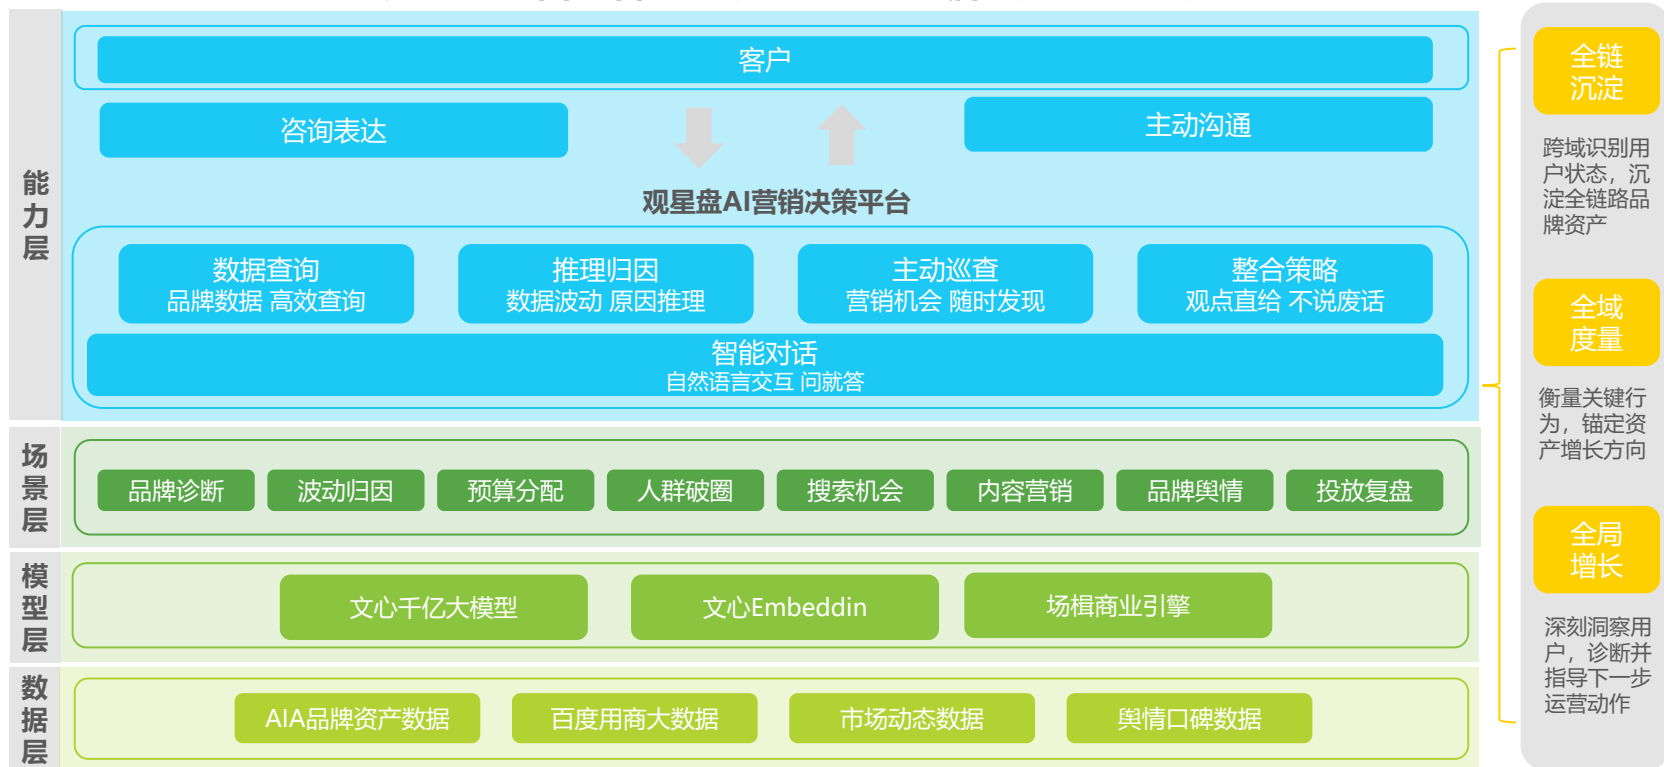 能力层
客户
咨询表达
主动沟通
观星盘AI营销决策平台
数据查询
品牌数据 高效查询
推理归因
数据波动 原因推理
主动巡查
营销机会 随时发现
整合策略
观点直给 不说废话
智能对话
自然语言交互 问就答
场景层
品牌诊断
波动归因
预算分配
人群破圈
搜索机会
内容营销
品牌舆情
投放复盘
模型层
文心千亿大模型
文心Embeddin
场楫商业引擎
数据层
AIA品牌资产数据
百度用商大数据
市场动态数据
舆情口碑数据
全链
沉淀
跨域识别用
户状态，沉
淀全链路品
牌资产
全域
度量
衡量关键行
为，锚定资
产增长方向
全局
增长
深刻洞察用
户，诊断并
指导下一步
运营动作